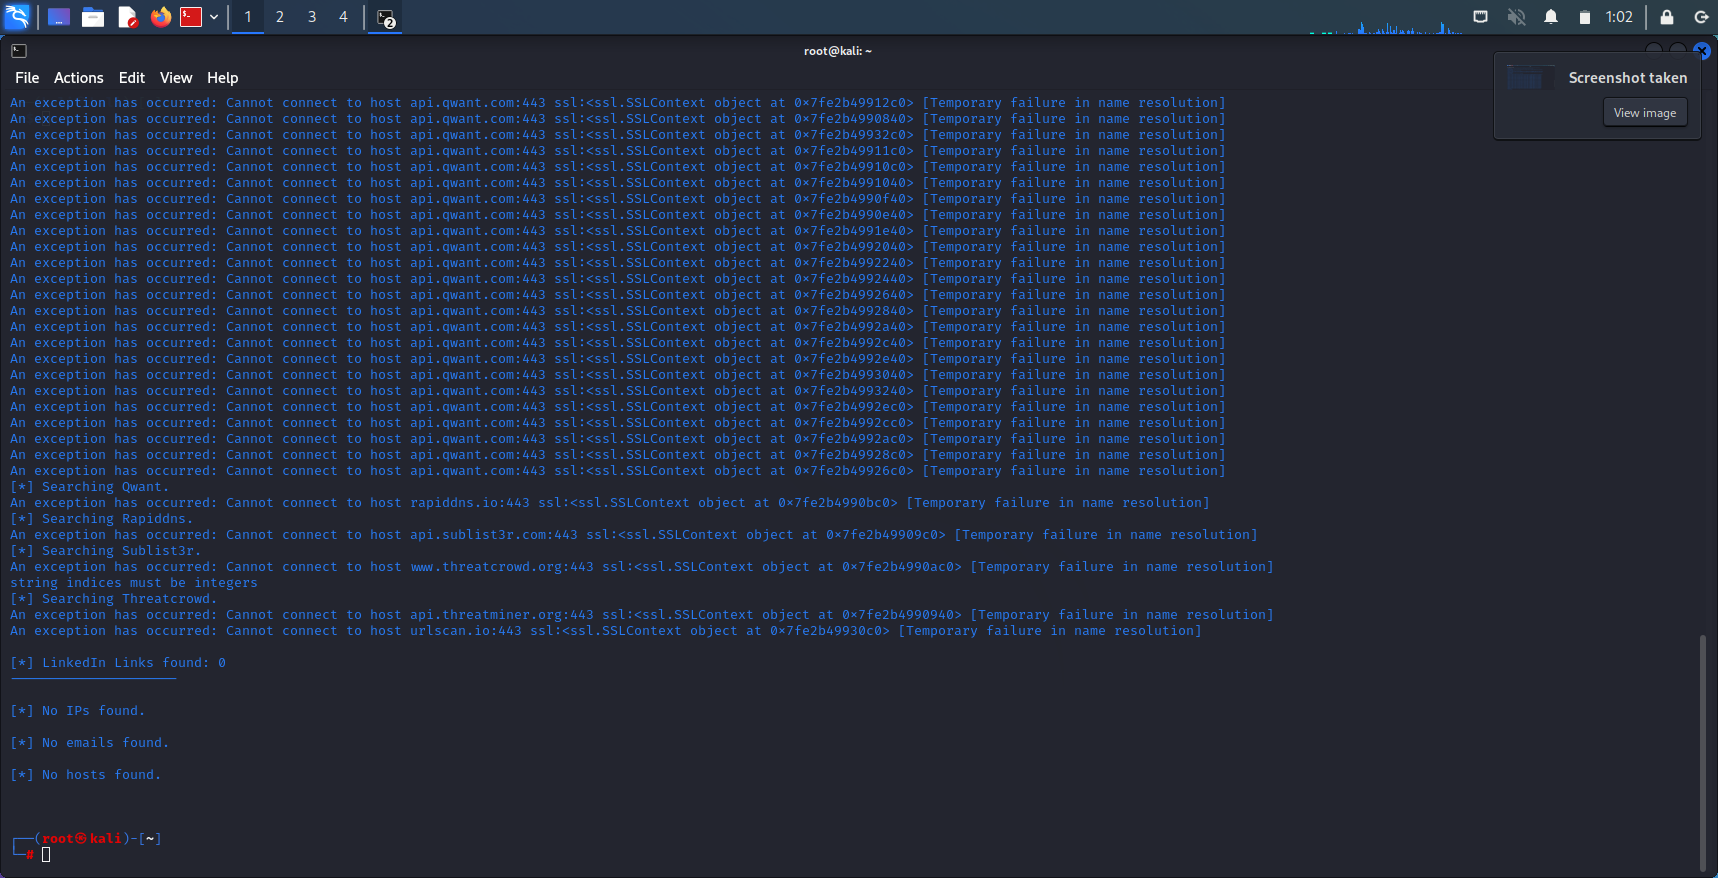 1 2 3 4 2 1:02
root@kali: ~
File Actions Edit View Help
Screenshot taken
View image
An exception has occurred: Cannot connect to host api.qwant.com:443 ssl:<ssl.SSLContext object at 0×7fe2b49912c0> [Temporary failure in name resolution]
An exception has occurred: Cannot connect to host api.qwant.com:443 ssl:<ssl.SSLContext object at 0×7fe2b4990840> [Temporary failure in name resolution]
An exception has occurred: Cannot connect to host api.qwant.com:443 ssl:<ssl.SSLContext object at 0×7fe2b49932c0> [Temporary failure in name resolution]
An exception has occurred: Cannot connect to host api.qwant.com:443 ssl:<ssl.SSLContext object at 0×7fe2b49911c0> [Temporary failure in name resolution]
An exception has occurred: Cannot connect to host api.qwant.com:443 ssl:<ssl.SSLContext object at 0×7fe2b49910c0> [Temporary failure in name resolution]
An exception has occurred: Cannot connect to host api.qwant.com:443 ssl:<ssl.SSLContext object at 0×7fe2b4991040> [Temporary failure in name resolution]
An exception has occurred: Cannot connect to host api.qwant.com:443 ssl:<ssl.SSLContext object at 0×7fe2b4990f40> [Temporary failure in name resolution]
An exception has occurred: Cannot connect to host api.qwant.com:443 ssl:<ssl.SSLContext object at 0×7fe2b4990e40> [Temporary failure in name resolution]
An exception has occurred: Cannot connect to host api.qwant.com:443 ssl:<ssl.SSLContext object at 0×7fe2b4991e40> [Temporary failure in name resolution]
An exception has occurred: Cannot connect to host api.qwant.com:443 ssl:<ssl.SSLContext object at 0×7fe2b4992040> [Temporary failure in name resolution]
An exception has occurred: Cannot connect to host api.qwant.com:443 ssl:<ssl.SSLContext object at 0×7fe2b4992240> [Temporary failure in name resolution]
An exception has occurred: Cannot connect to host api.qwant.com:443 ssl:<ssl.SSLContext object at 0×7fe2b4992440> [Temporary failure in name resolution]
An exception has occurred: Cannot connect to host api.qwant.com:443 ssl:<ssl.SSLContext object at 0×7fe2b4992640> [Temporary failure in name resolution]
An exception has occurred: Cannot connect to host api.qwant.com:443 ssl:<ssl.SSLContext object at 0×7fe2b4992840> [Temporary failure in name resolution]
An exception has occurred: Cannot connect to host api.qwant.com:443 ssl:<ssl.SSLContext object at 0×7fe2b4992a40> [Temporary failure in name resolution]
An exception has occurred: Cannot connect to host api.qwant.com:443 ssl:<ssl.SSLContext object at 0×7fe2b4992c40> [Temporary failure in name resolution]
An exception has occurred: Cannot connect to host api.qwant.com:443 ssl:<ssl.SSLContext object at 0×7fe2b4992e40> [Temporary failure in name resolution]
An exception has occurred: Cannot connect to host api.qwant.com:443 ssl:<ssl.SSLContext object at 0×7fe2b4993040> [Temporary failure in name resolution]
An exception has occurred: Cannot connect to host api.qwant.com:443 ssl:<ssl.SSLContext object at 0×7fe2b4993240> [Temporary failure in name resolution]
An exception has occurred: Cannot connect to host api.qwant.com:443 ssl:<ssl.SSLContext object at 0×7fe2b4992ec0> [Temporary failure in name resolution]
An exception has occurred: Cannot connect to host api.qwant.com:443 ssl:<ssl.SSLContext object at 0×7fe2b4992cc0> [Temporary failure in name resolution]
An exception has occurred: Cannot connect to host api.qwant.com:443 ssl:<ssl.SSLContext object at 0×7fe2b4992ac0> [Temporary failure in name resolution]
An exception has occurred: Cannot connect to host api.qwant.com:443 ssl:<ssl.SSLContext object at 0×7fe2b49928c0> [Temporary failure in name resolution]
An exception has occurred: Cannot connect to host api.qwant.com:443 ssl:<ssl.SSLContext object at 0×7fe2b49926c0> [Temporary failure in name resolution]
[*] Searching Qwant.
An exception has occurred: Cannot connect to host rapiddns.io:443 ssl:<ssl.SSLContext object at 0×7fe2b4990bc0> [Temporary failure in name resolution]
[*] Searching Rapiddns.
An exception has occurred: Cannot connect to host api.sublist3r.com:443 ssl:<ssl.SSLContext object at 0×7fe2b49909c0> [Temporary failure in name resolution]
[*] Searching Sublist3r.
An exception has occurred: Cannot connect to host www.threatcrowd.org:443 ssl:<ssl.SSLContext object at 0×7fe2b4990ac0> [Temporary failure in name resolution]
string indices must be integers
[*] Searching Threatcrowd.
An exception has occurred: Cannot connect to host api.threatminer.org:443 ssl:<ssl.SSLContext object at 0×7fe2b4990940> [Temporary failure in name resolution]
An exception has occurred: Cannot connect to host urlscan.io:443 ssl:<ssl.SSLContext object at 0×7fe2b49930c0> [Temporary failure in name resolution]
[*] LinkedIn Links found: 0
---------------------
[*] No IPs found.
[*] No emails found.
[*] No hosts found.
┌──(root㉿kali)-[~]
└─#